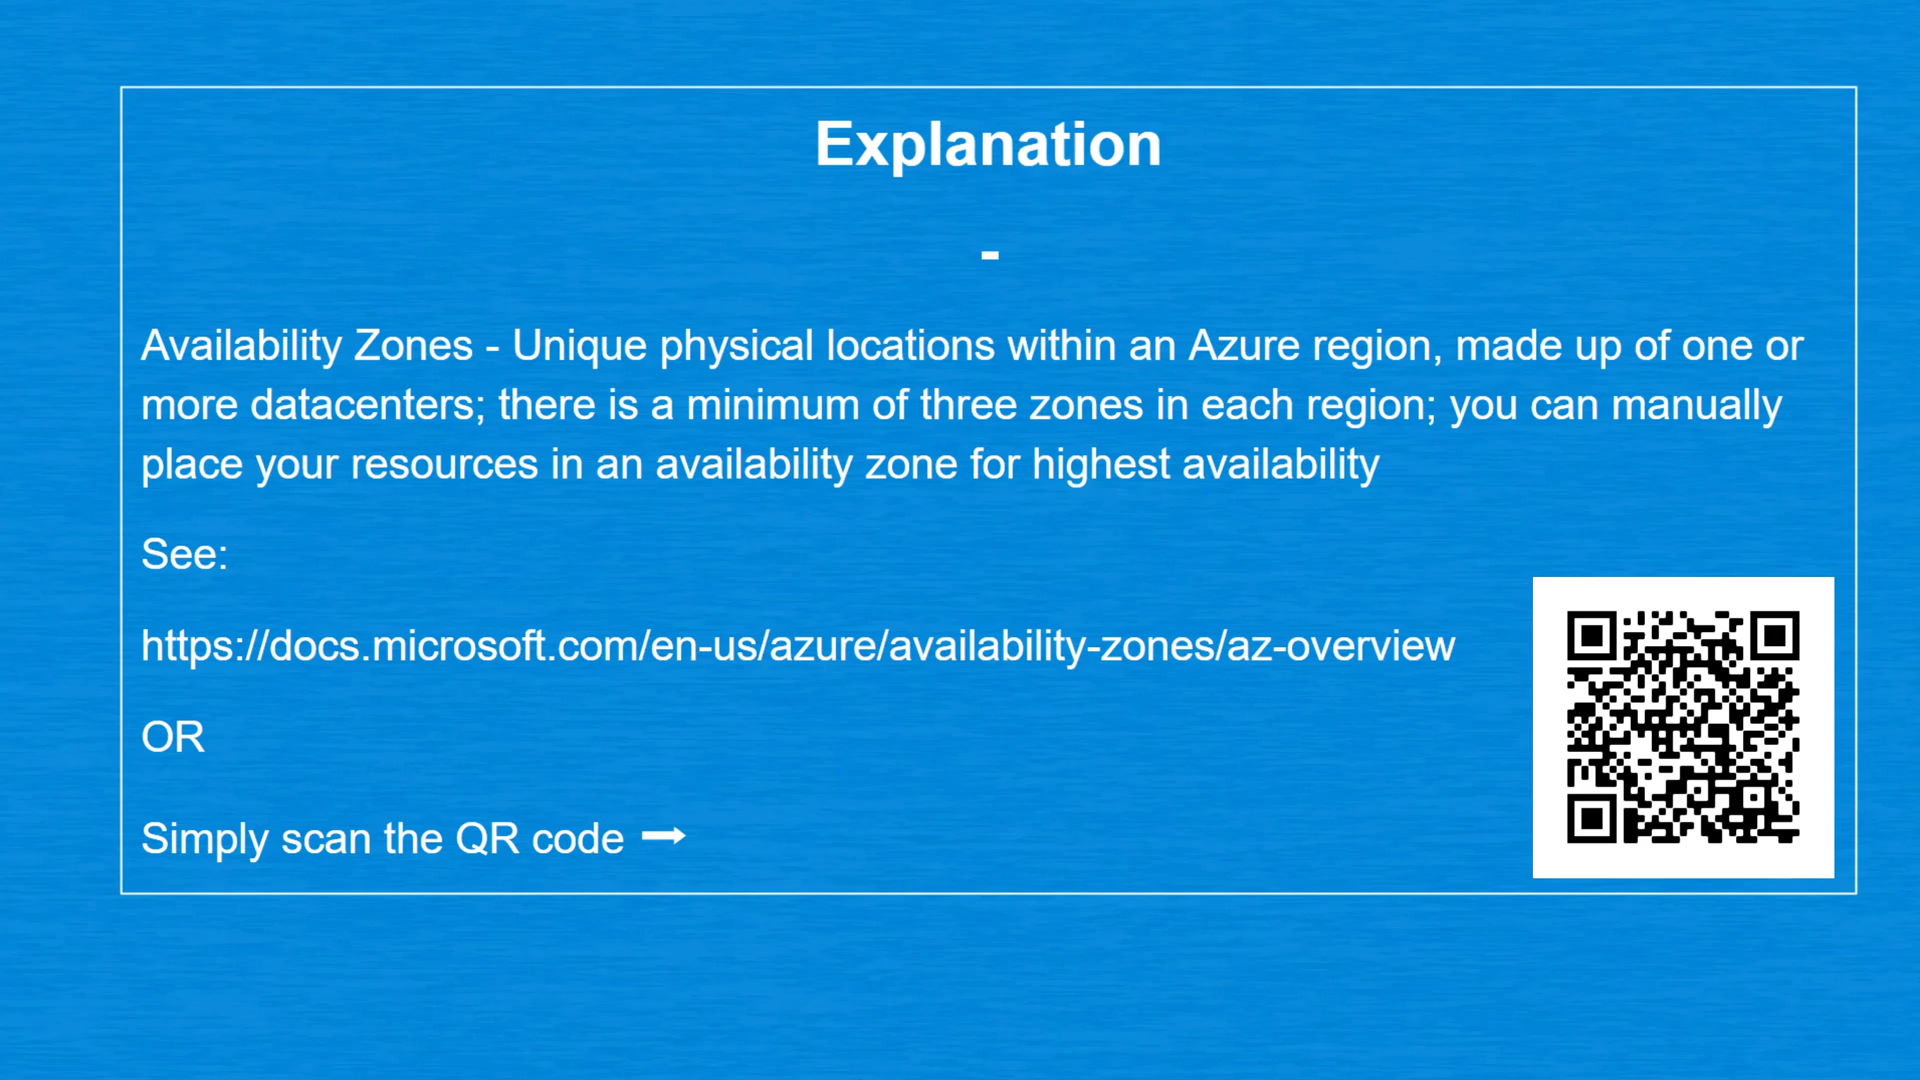 Explanation
-
Availability Zones - Unique physical locations within an Azure region, made up of one or
more datacenters; there is a minimum of three zones in each region; you can manually
place your resources in an availability zone for highest availability
See:
https://docs.microsoft.com/en-us/azure/availability-zones/az-overview
OR
Simply scan the QR code